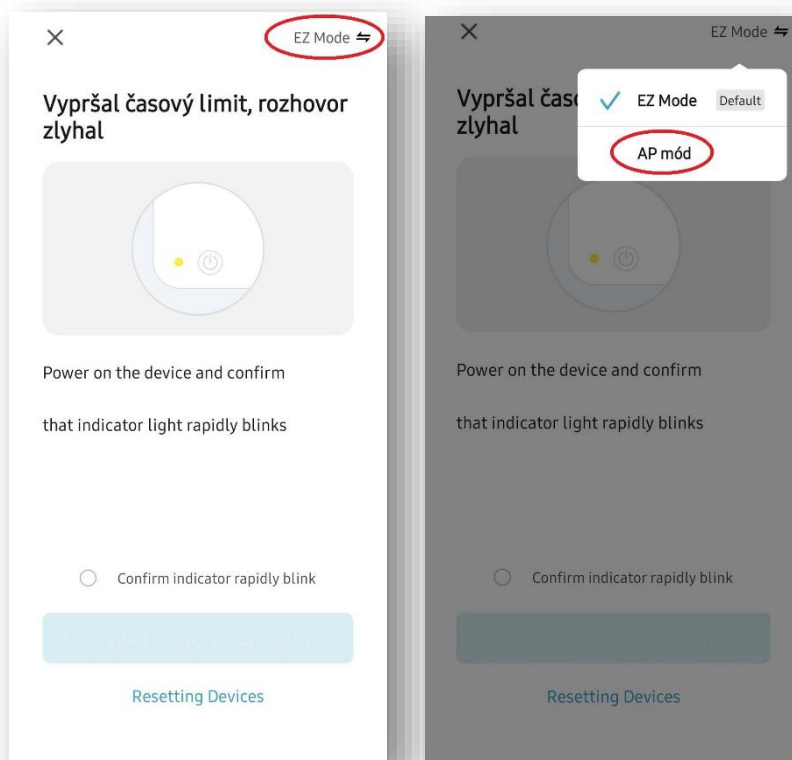 EZ Mode
Vypršal časový limit, rozhovor
zlyhal
Power on the device and confirm
that indicator light rapidly blinks
Confirm indicator rapidly blink
Resetting Devices
EZ Mode
Vypršal čas
zlyhal
EZ Mode Default
AP mód
Power on the device and confirm
that indicator light rapidly blinks
Confirm indicator rapidly blink
Resetting Devices